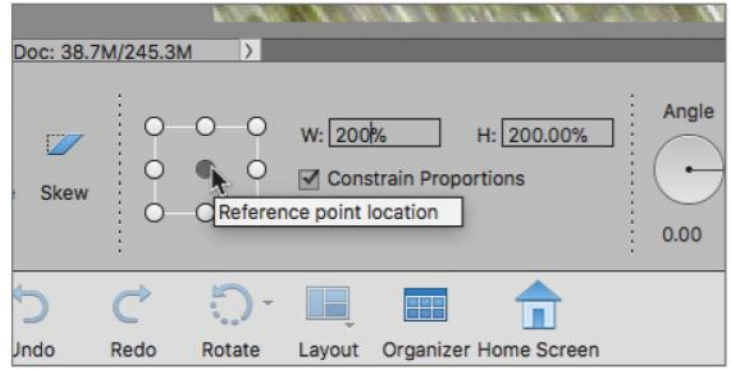 Doc: 38.7M/245.3M >
W: 200% H: 200.00% Angle
Skew Constrain Proportions
Reference point location
0.00
Redo Rotate Layout Organizer Home Screen